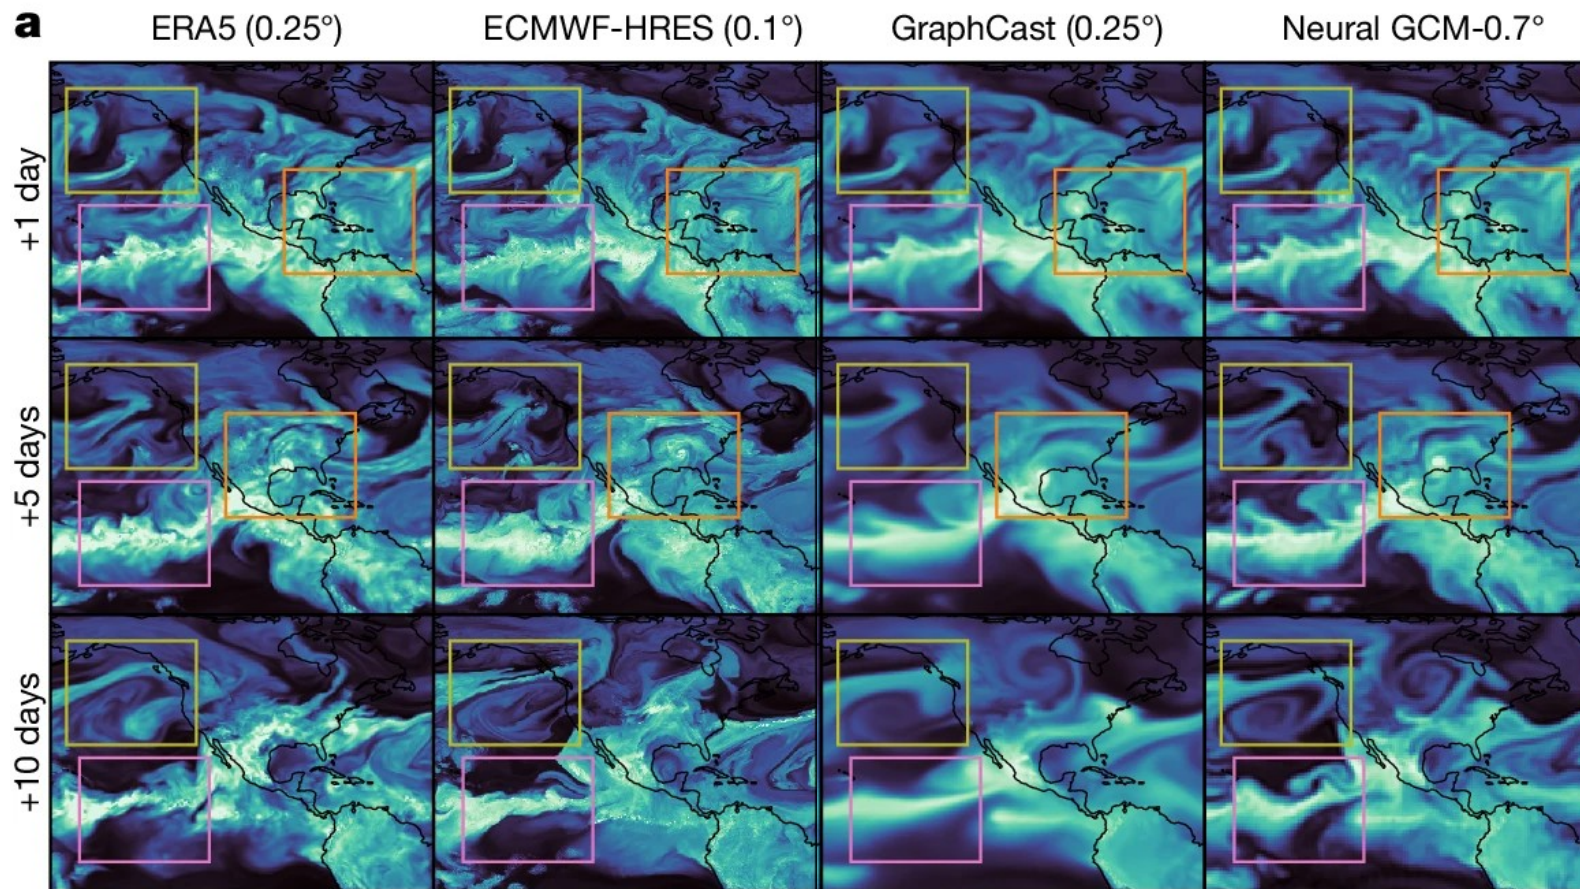 a
ERA5 (0.25°)
ECMWF-HRES (0.1°)
GraphCast (0.25°)
Neural GCM-0.7°
+1 day
+5 days
+10 days